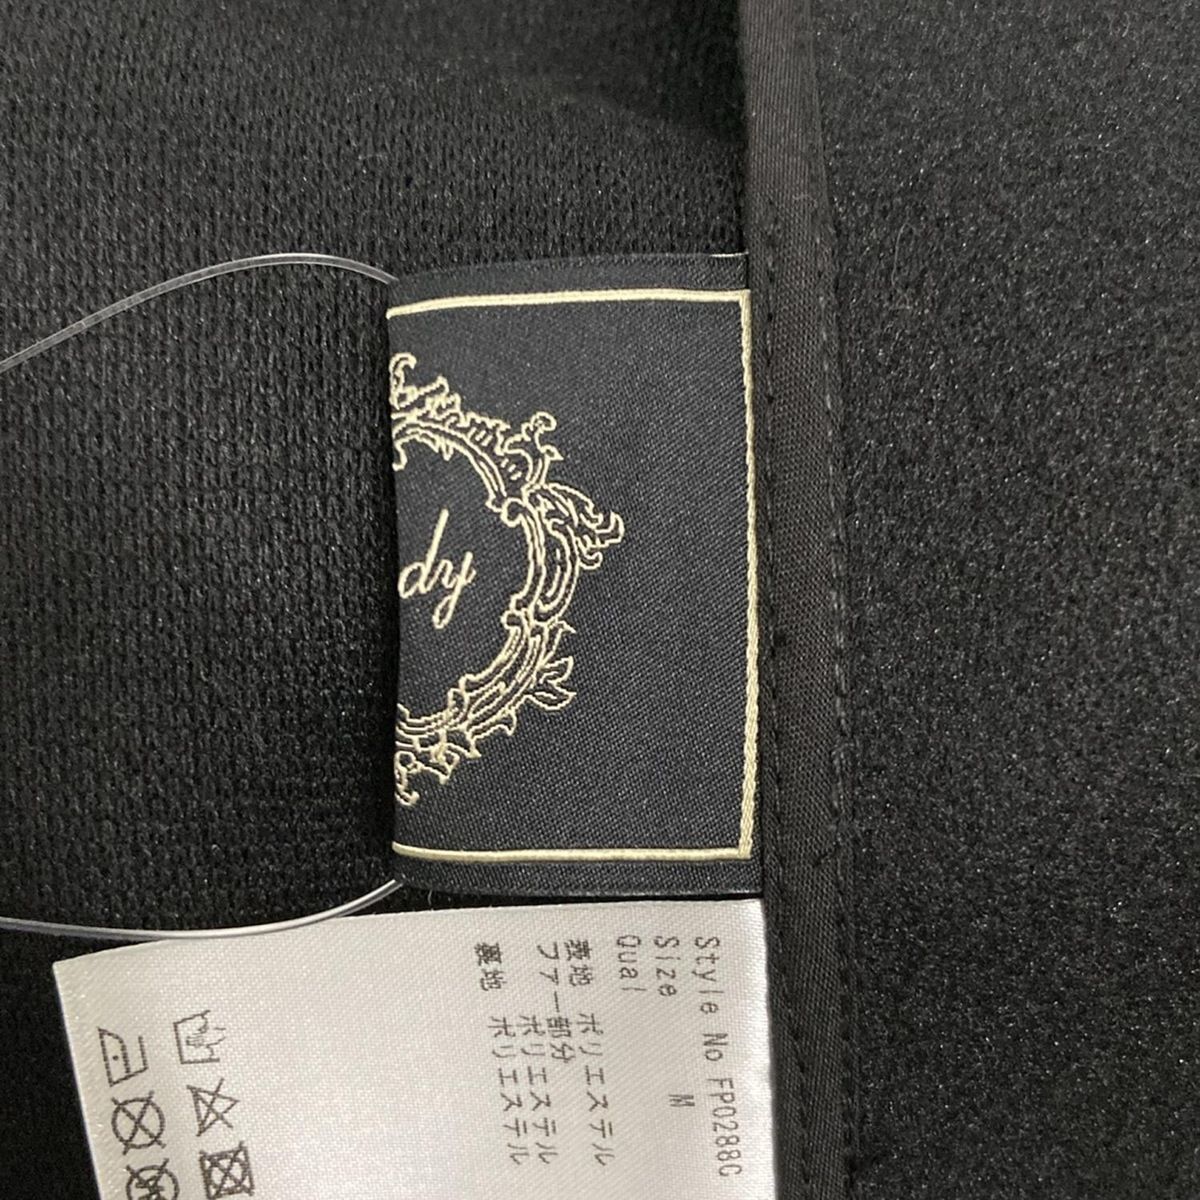 dy
Style No FP0288C
Size M
Qual
表地 ポリエステル
ファー部分 ポリエステル
裏地 ポリエステル